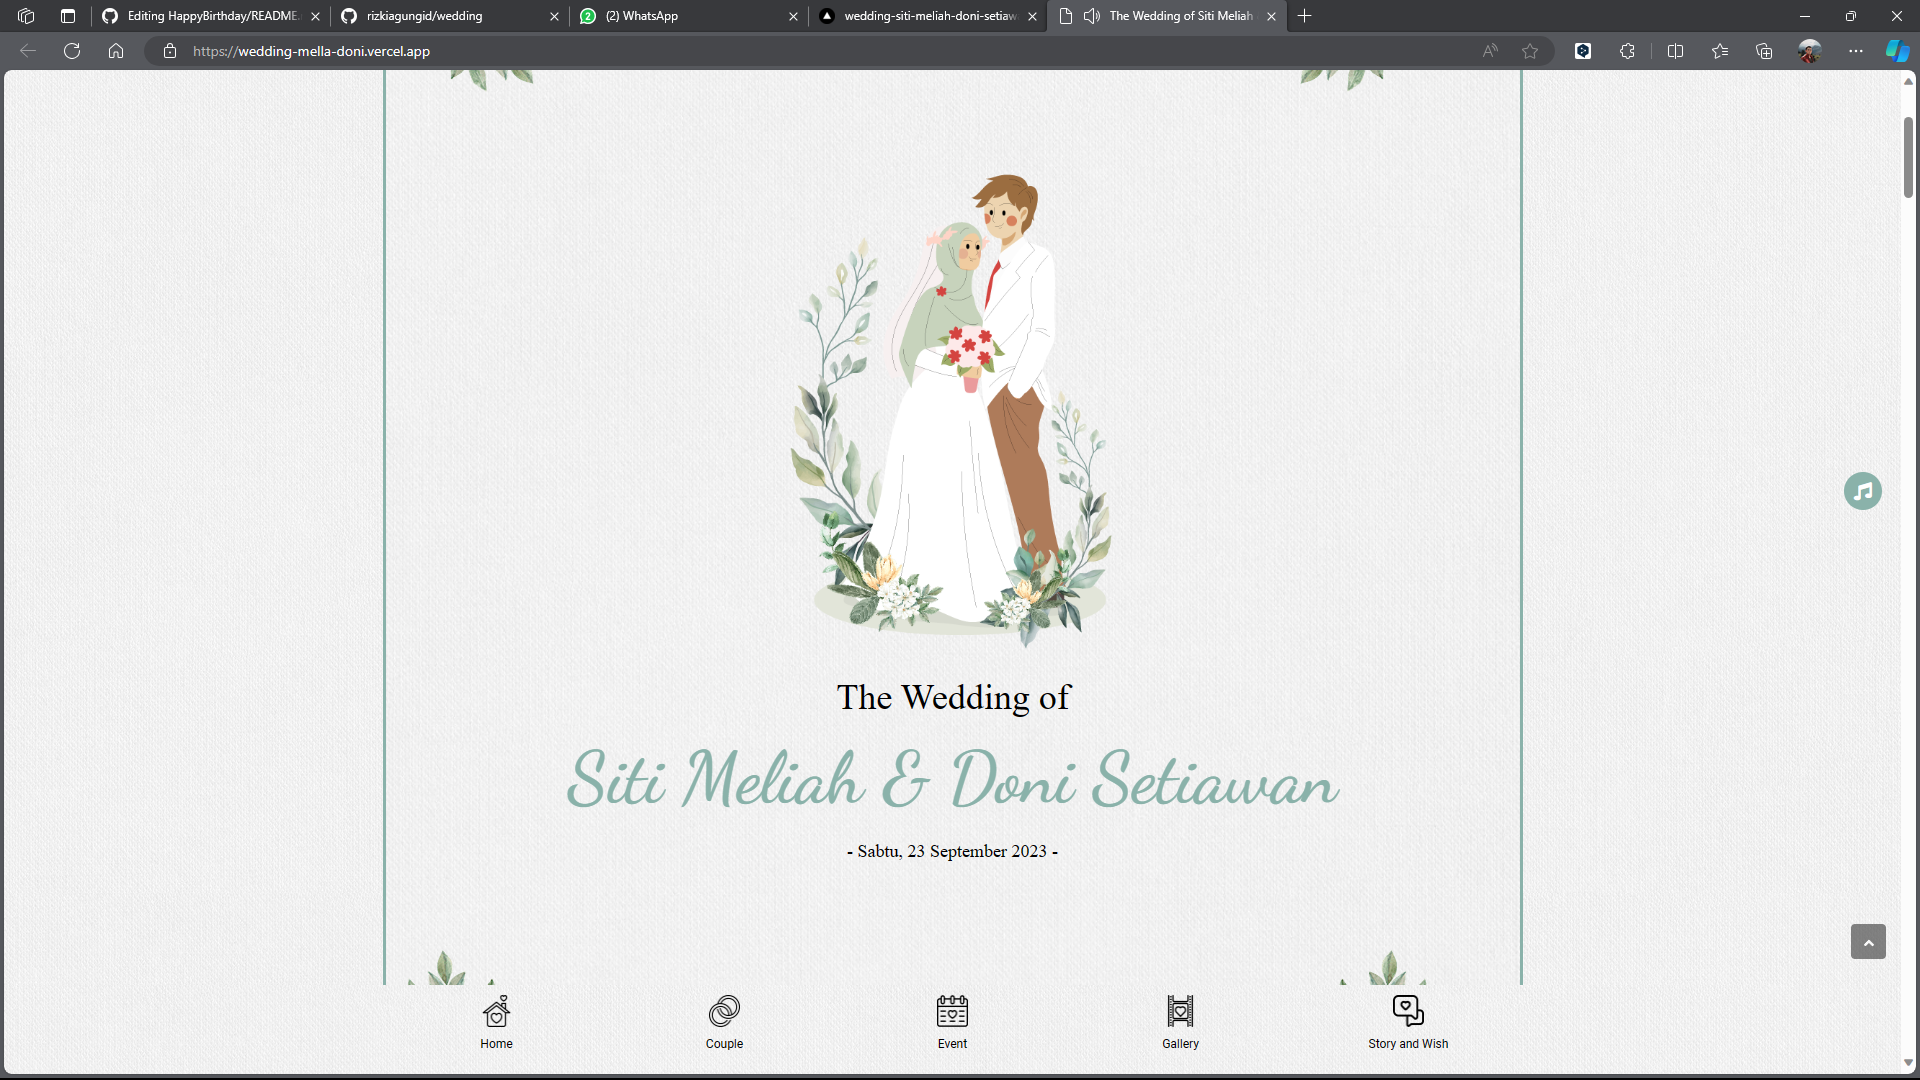 Editing HappyBirthday/README.
rizkiagungid/wedding
(2) WhatsApp
wedding-siti-meliah-doni-setiaw
The Wedding of Siti Meliah
https://wedding-mella-doni.vercel.app
The Wedding of
Siti Meliah & Doni Setiawan
- Sabtu, 23 September 2023 -
Home
Couple
Event
Gallery
Story and Wish